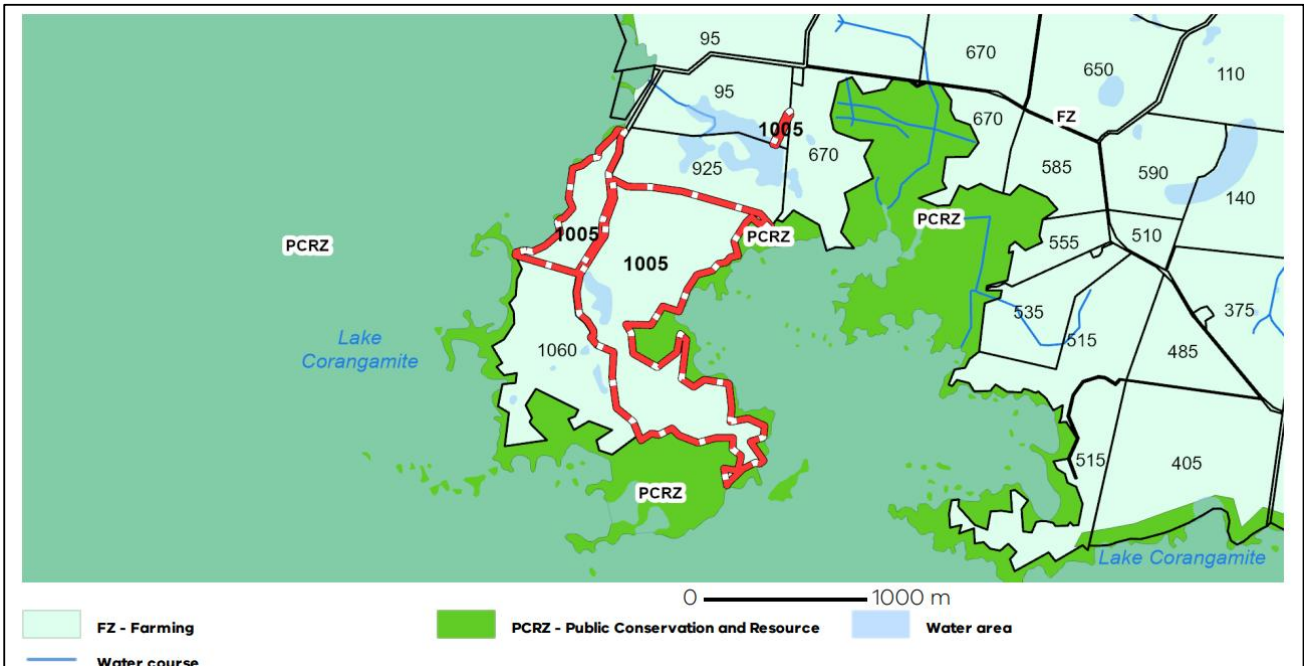 95
670
650
110
95
1005
670
FZ
925
670
585
590
140
PCRZ
PCRZ
PCRZ
555
510
1005
1005
535
515
375
Lake
Corangamite
1060
485
515
405
PCRZ
Lake Corangamite
0 1000 m
FZ - Farming
PCRZ - Public Conservation and Resource
Water area
Water course